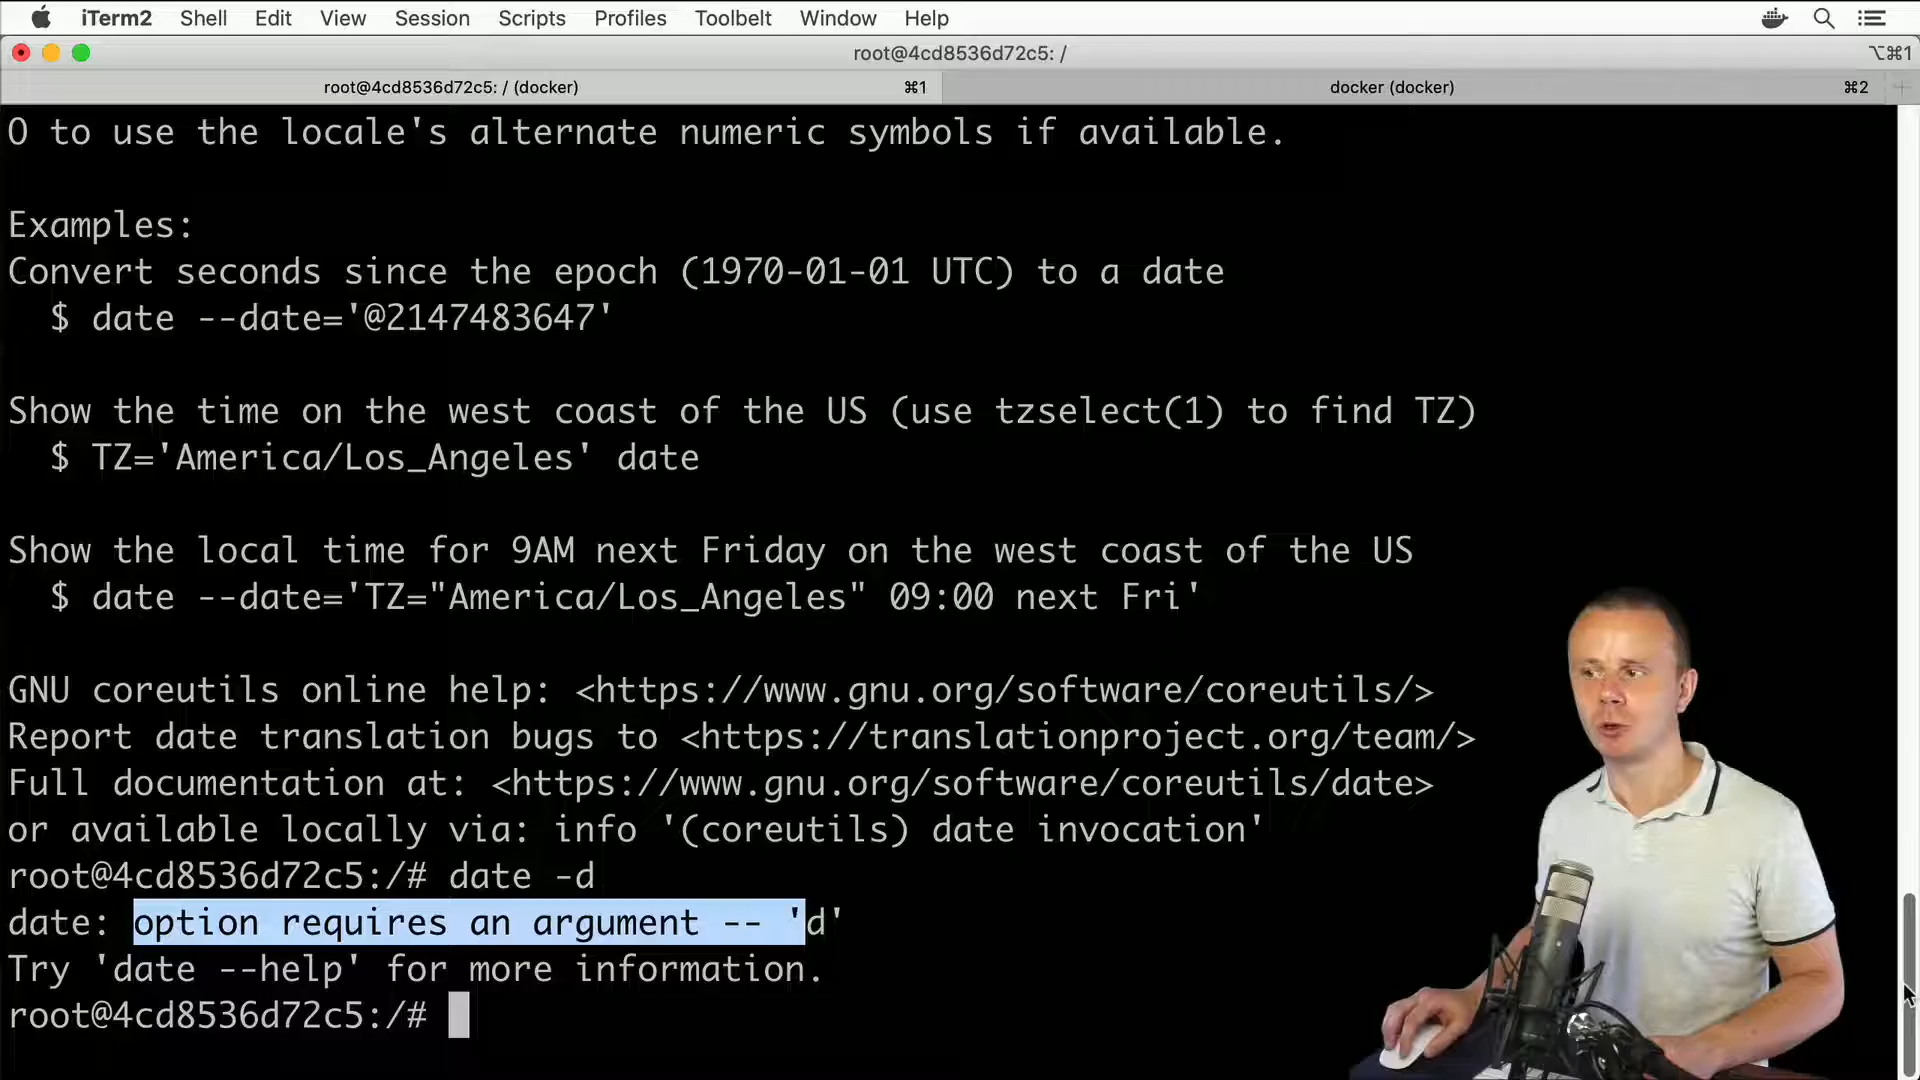 iTerm2 Shell Edit View Session Scripts Profiles Toolbelt Window Help
root@4cd8536d72c5: /
⌥⌘1
root@4cd8536d72c5: / (docker) ⌘1 docker (docker) ⌘2
O to use the locale's alternate numeric symbols if available.
Examples:
Convert seconds since the epoch (1970-01-01 UTC) to a date
$ date --date='@2147483647'
Show the time on the west coast of the US (use tzselect(1) to find TZ)
$ TZ='America/Los_Angeles' date
Show the local time for 9AM next Friday on the west coast of the US
$ date --date='TZ="America/Los_Angeles" 09:00 next Fri'
GNU coreutils online help: <https://www.gnu.org/software/coreutils/>
Report date translation bugs to <https://translationproject.org/team/>
Full documentation at: <https://www.gnu.org/software/coreutils/date>
or available locally via: info '(coreutils) date invocation'
root@4cd8536d72c5:/# date -d
date: option requires an argument -- 'd'
Try 'date --help' for more information.
root@4cd8536d72c5:/#